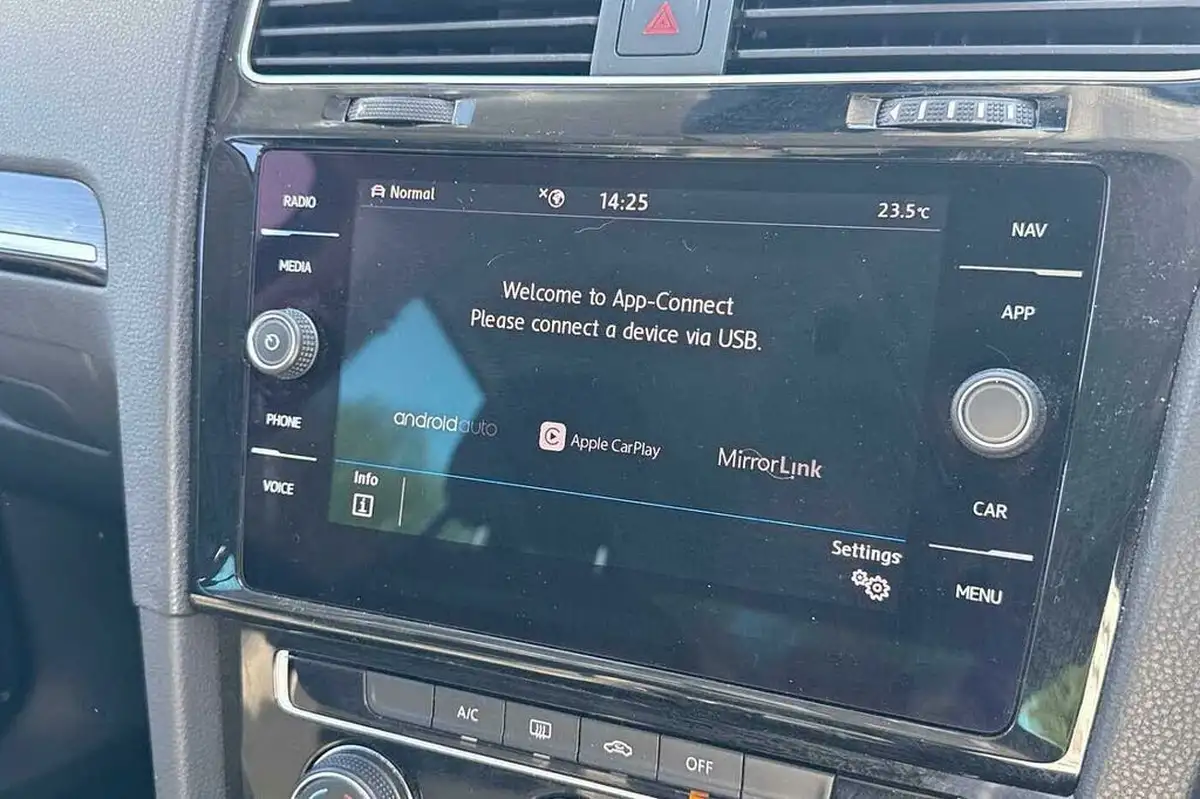 RADIO
MEDIA
PHONE
VOICE
Normal
14:25
23.5°C
Welcome to App-Connect
Please connect a device via USB.
androidauto
Apple CarPlay
MirrorLink
Info
i
Settings
NAV
APP
CAR
MENU
A/C
OFF